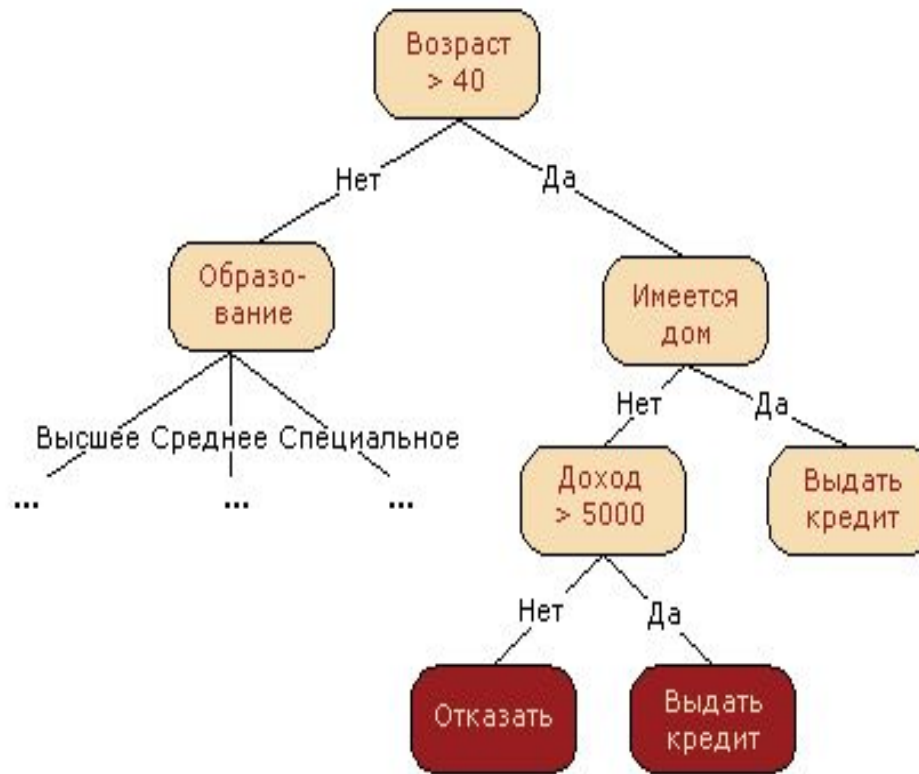 Возраст
> 40
Нет
Да
Образо-
вание
Имеется
дом
Высшее Среднее Специальное
... ... ...
Нет
Да
Доход
> 5000
Выдать
кредит
Нет
Да
Отказать
Выдать
кредит